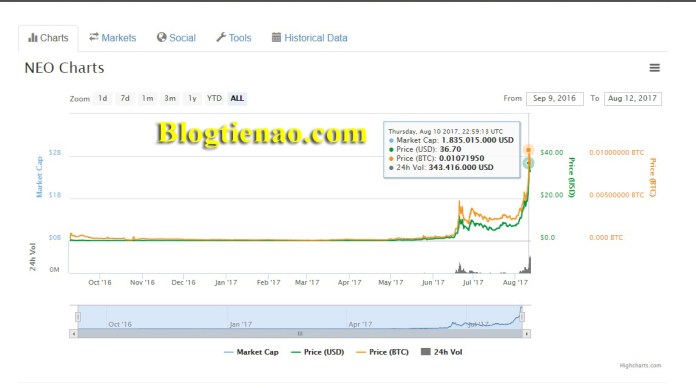 Charts Markets Social Tools Historical Data
NEO Charts
Zoom 1d 7d 1m 3m 1y YTD ALL From Sep 9, 2016 To Aug 12, 2017
Blogtienao.com
Thursday, Aug 10 2017, 22:59:13 UTC
Market Cap: 1.835.015.000 USD
Price (USD): 36.70
Price (BTC): 0.01071950
24h Vol: 343.416.000 USD
Market Cap
$2B
$1B
$0B
24h Vol
0M
$40.00
$20.00
$0.00
Price (USD)
0.01000000 BTC
0.00500000 BTC
0.000 BTC
Price (BTC)
Oct '16 Nov '16 Dec '16 Jan '17 Feb '17 Mar '17 Apr '17 May '17 Jun '17 Jul '17 Aug '17
Oct '16 Jan '17 Apr '17 Jul '17
Market Cap Price (USD) Price (BTC) 24h Vol
Highcharts.com